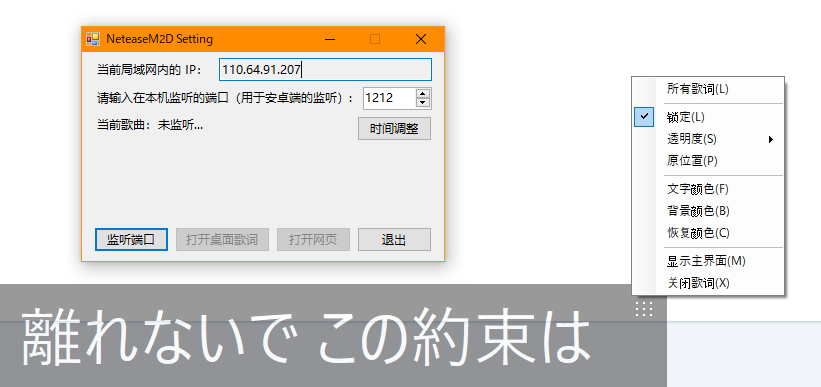 NeteaseM2D Setting
当前局域网内的 IP：
110.64.91.207
请输入在本机监听的端口（用于安卓端的监听）：
1212
当前歌曲：未监听...
时间调整
监听端口
打开桌面歌词
打开网页
退出
所有歌词(L)
锁定(L)
透明度(S)
原位置(P)
文字颜色(F)
背景颜色(B)
恢复颜色(C)
显示主界面(M)
关闭歌词(X)
離れないで この約束は